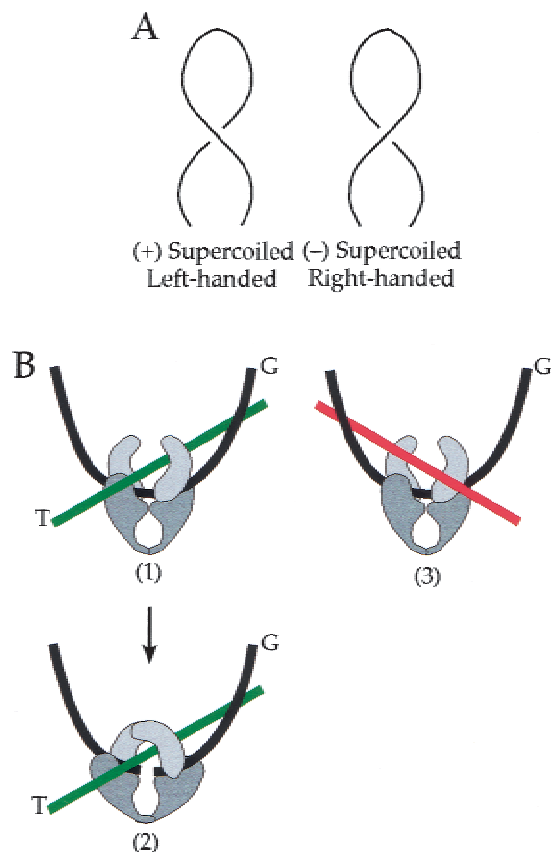 A
(+) Supercoiled (–) Supercoiled
Left-handed Right-handed
B
G
G
T
(1)
(3)
G
T
(2)